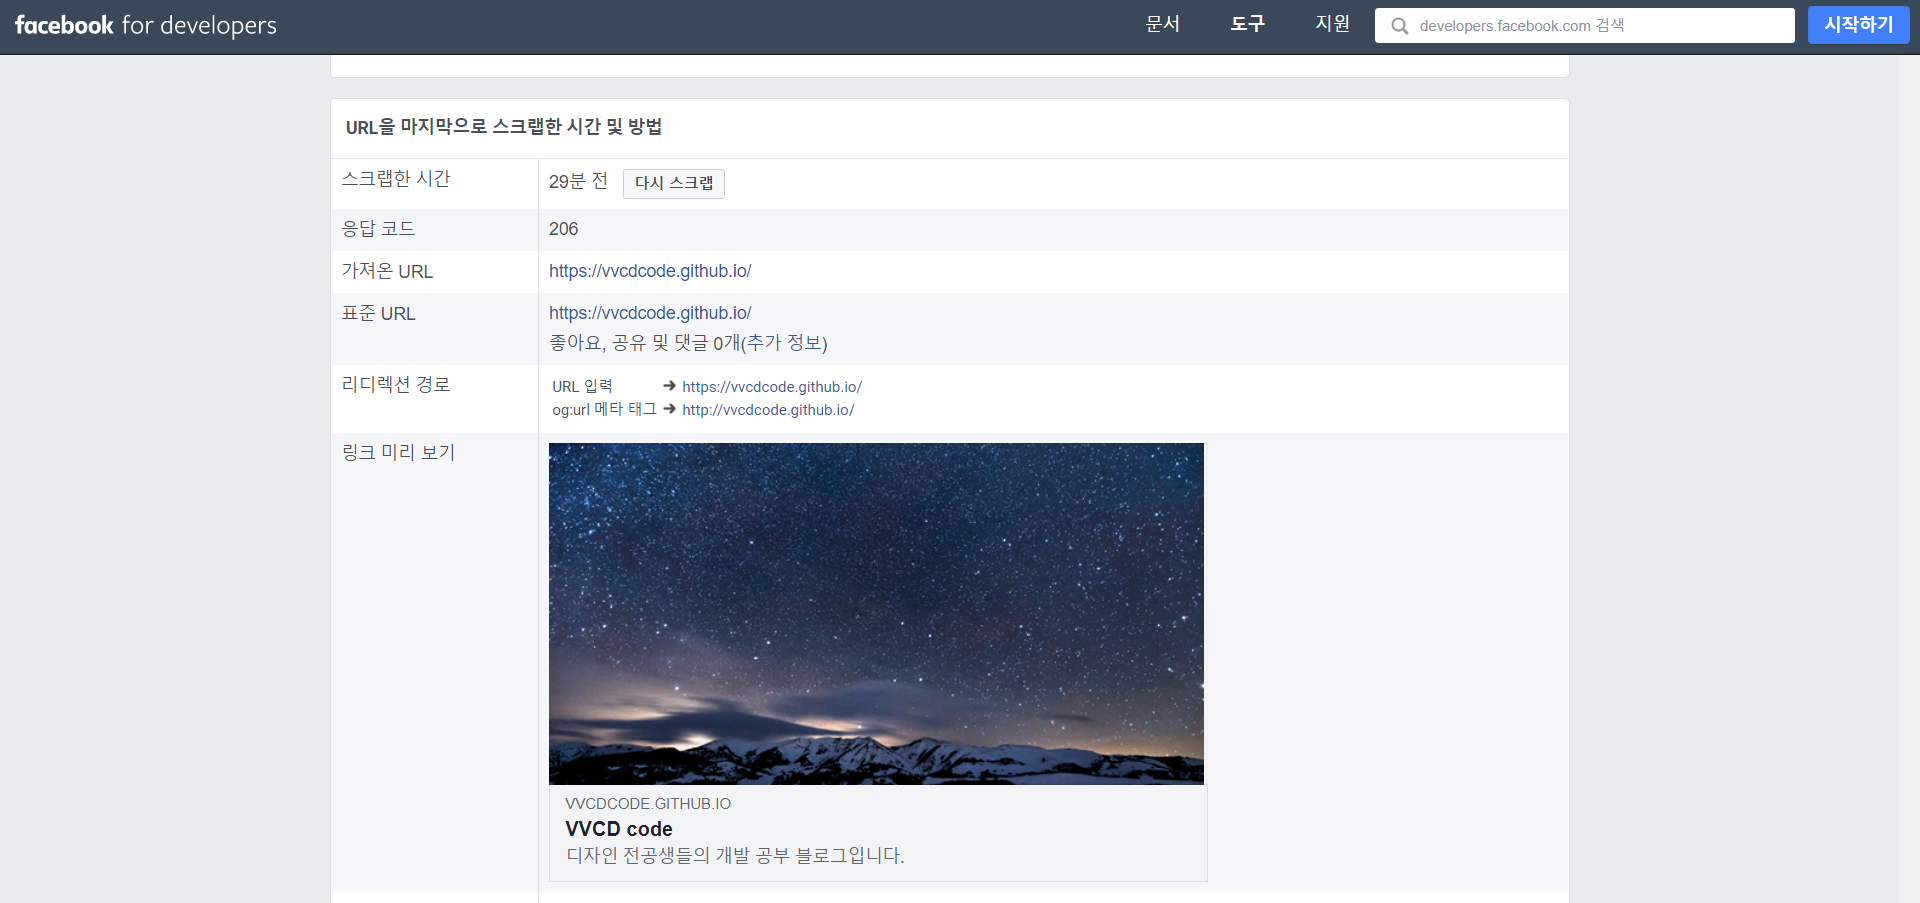 facebook for developers
문서
도구
지원
developers.facebook.com 검색
시작하기
URL을 마지막으로 스크랩한 시간 및 방법
스크랩한 시간
29분 전
다시 스크랩
응답 코드
206
가져온 URL
https://vvcdcode.github.io/
표준 URL
https://vvcdcode.github.io/
좋아요, 공유 및 댓글 0개(추가 정보)
리디렉션 경로
URL 입력 ➔ https://vvcdcode.github.io/
og:url 메타 태그 ➔ http://vvcdcode.github.io/
링크 미리 보기
VVCDCODE.GITHUB.IO
VVCD code
디자인 전공생들의 개발 공부 블로그입니다.